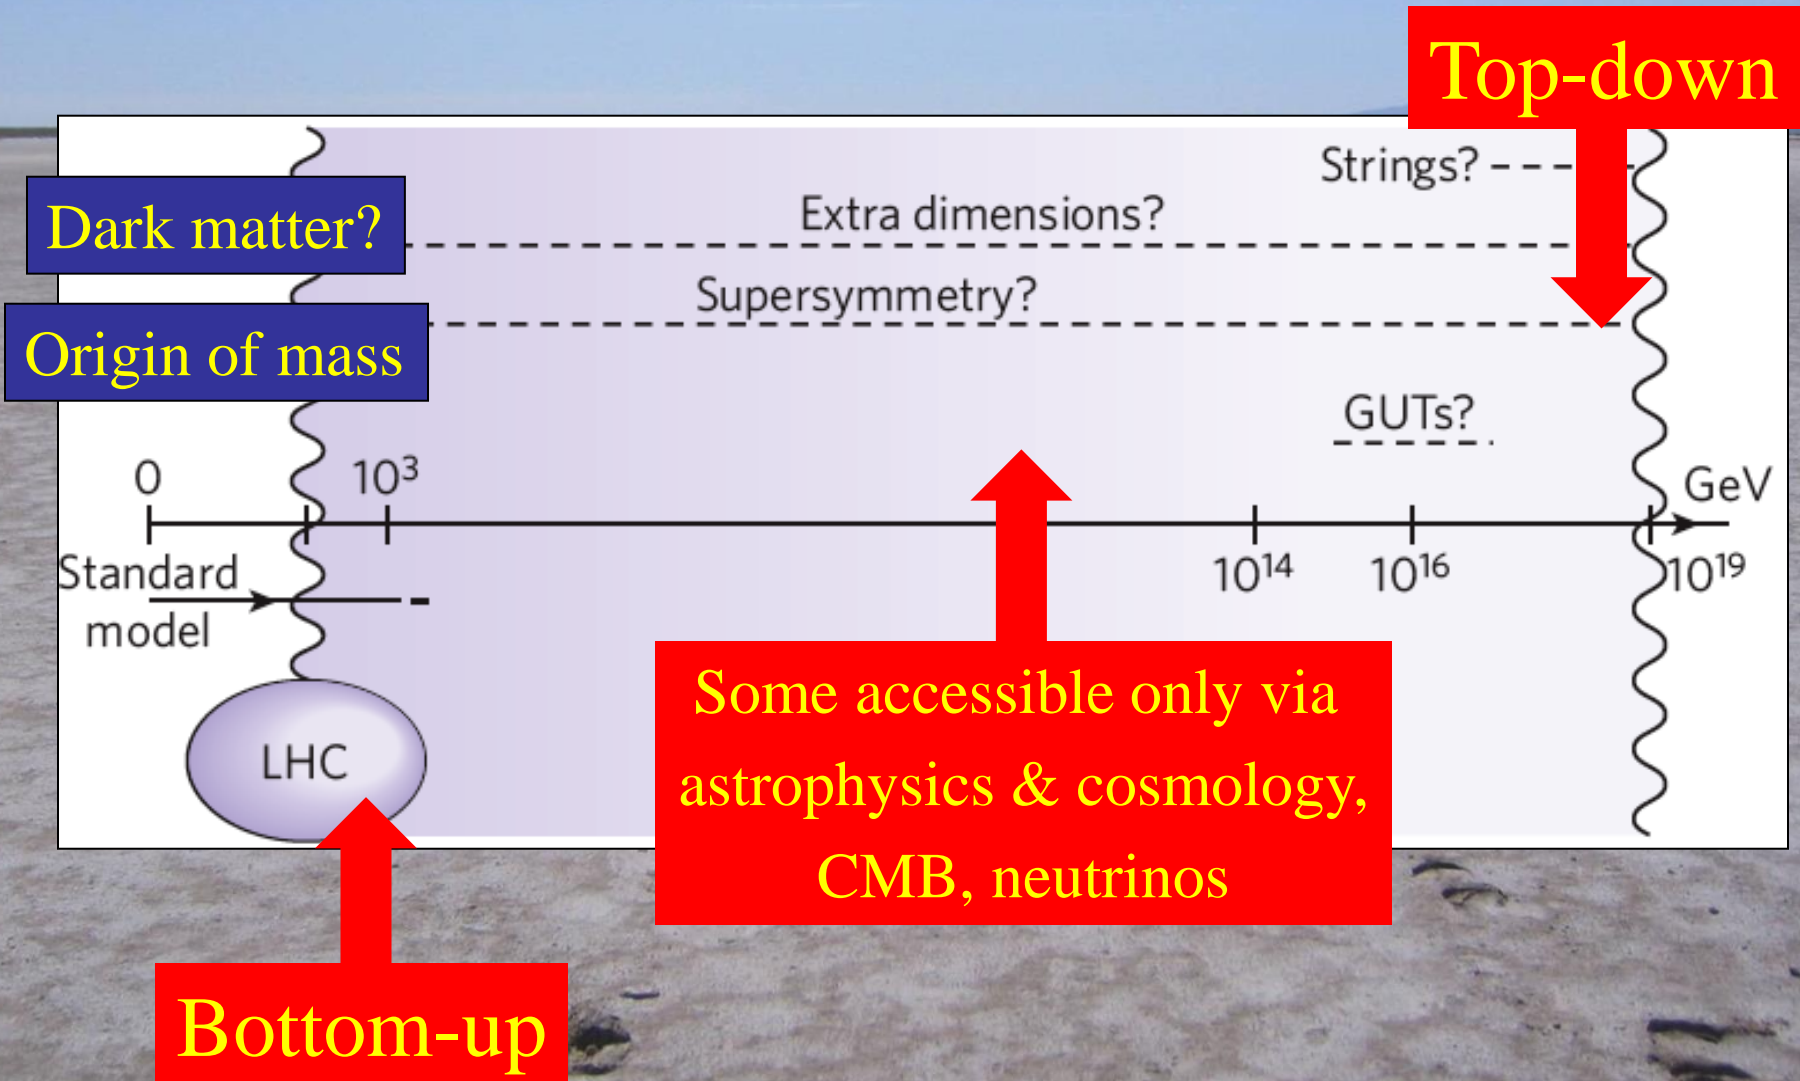 Top-down
Strings?
Extra dimensions?
Dark matter?
Supersymmetry?
Origin of mass
GUTs?
0
10³
GeV
10¹⁴
10¹⁶
10¹⁹
Standard
model
LHC
Some accessible only via
astrophysics & cosmology,
CMB, neutrinos
Bottom-up